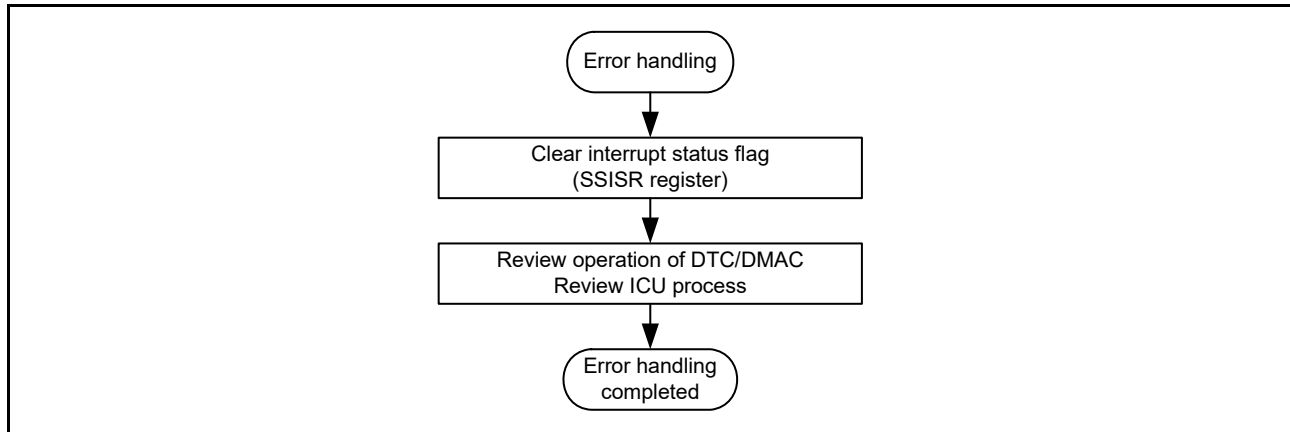 Error handling
Clear interrupt status flag
(SSISR register)
Review operation of DTC/DMAC
Review ICU process
Error handling
completed